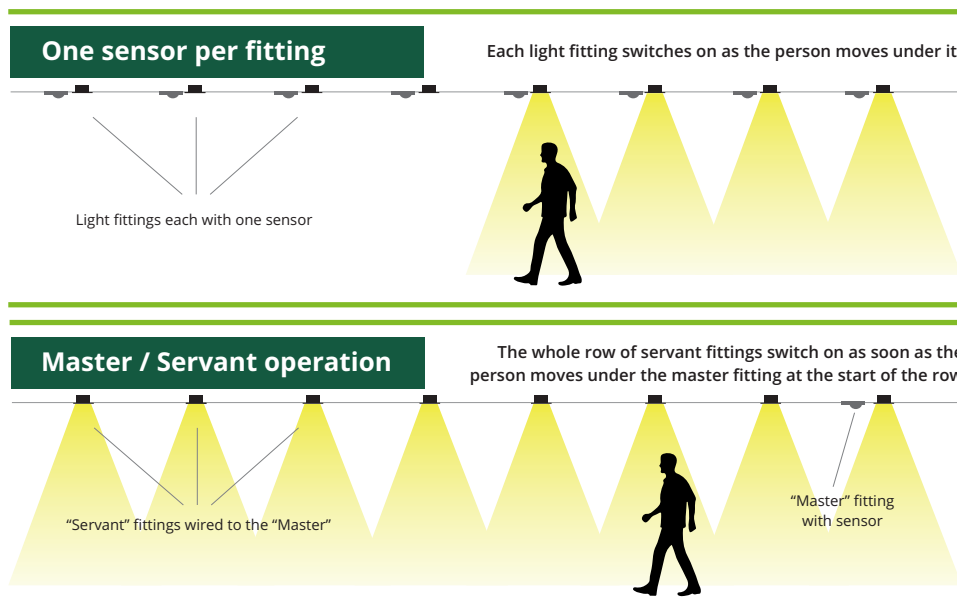 One sensor per fitting
Each light fitting switches on as the person moves under it
Light fittings each with one sensor
Master / Servant operation
The whole row of servant fittings switch on as soon as the
person moves under the master fitting at the start of the row
“Servant” fittings wired to the “Master”
“Master” fitting
with sensor